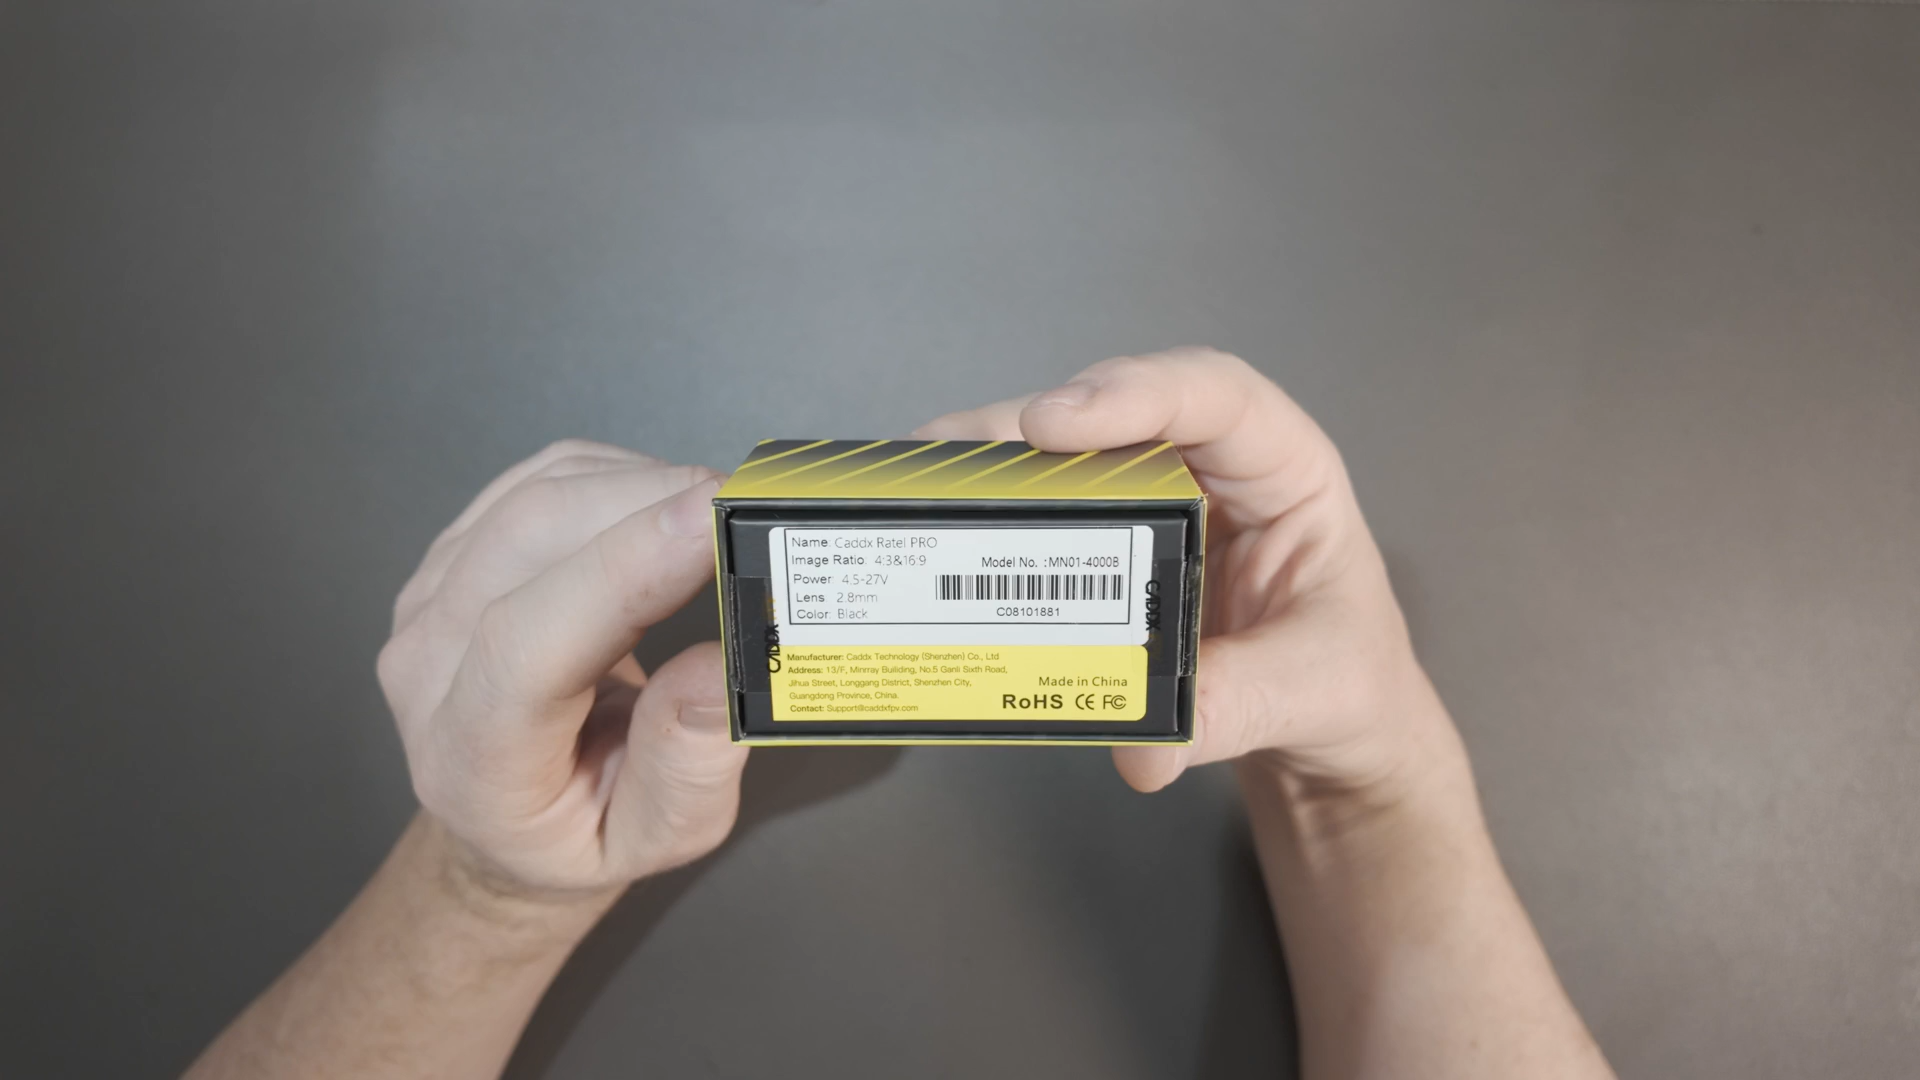 Name: Caddx Ratel PRO
Image Ratio: 4:3&16:9
Power: 4.5-27V
Lens: 2.8mm
Color: Black
Model No. :MN01-4000B
C08101881
CADDX
CADDX
Manufacturer: Caddx Technology (Shenzhen) Co., Ltd
Address: 13/F, Minrray Builiding, No.5 Ganli Sixth Road,
Jihua Street, Longgang District, Shenzhen City,
Guangdong Province, China.
Contact: Support@caddxfpv.com
Made in China
RoHS CE FC